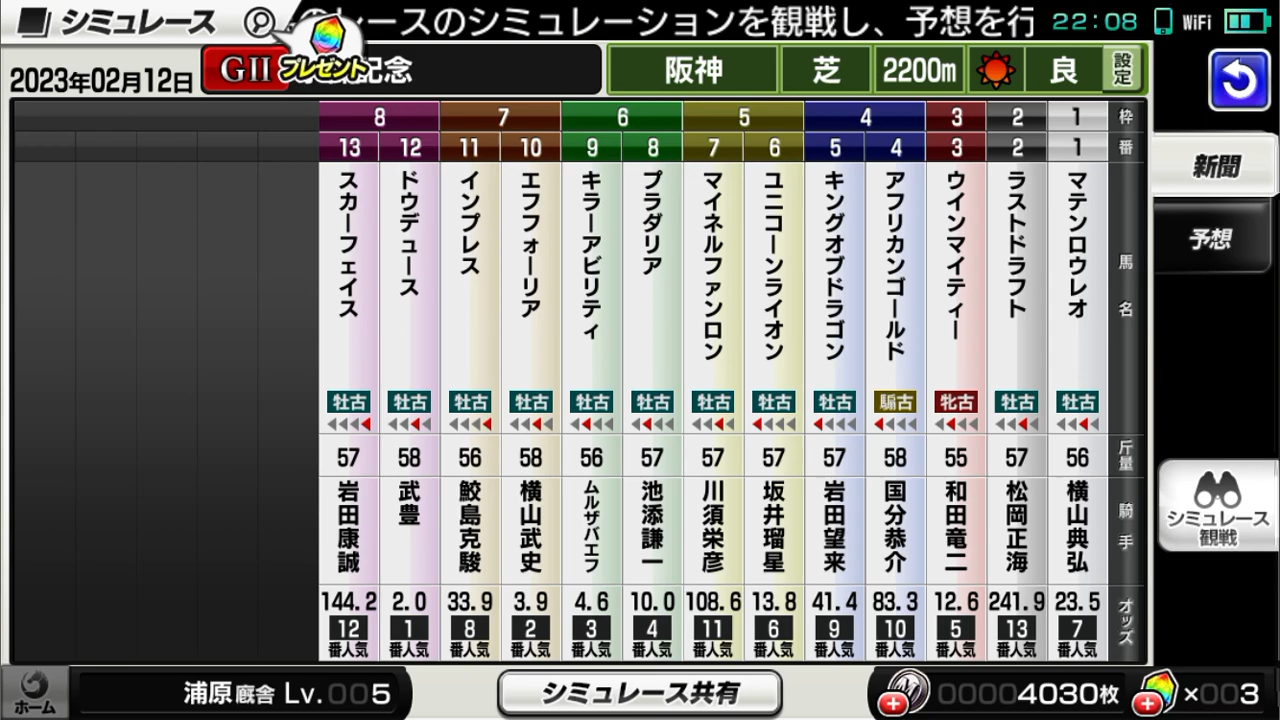 シミュレース
のレースのシミュレーションを観戦し、予想を行
22:08
WiFi
2023年02月12日
GII
プレゼント
記念
阪神
芝
2200m
良
設定
8 7 6 5 4 3 2 1 枠
13 12 11 10 9 8 7 6 5 4 3 2 1 番
スカーフェイス
ドウデュース
インプレス
エフフォーリア
キラーアビリティ
プラダリア
マイネルファンロン
ユニコーンライオン
キングオブドラゴン
アフリカンゴールド
ウインマイティー
ラストドラフト
マテンロウレオ
馬名
牡古 牡古 牡古 牡古 牡古 牡古 牡古 牡古 牡古 騸古 牝古 牡古 牡古
57 58 56 58 56 57 57 57 57 58 55 57 56 斤量
岩田康誠
武豊
鮫島克駿
横山武史
ムルザバエフ
池添謙一
川須栄彦
坂井瑠星
岩田望来
国分恭介
和田竜二
松岡正海
横山典弘
騎手
144.2 2.0 33.9 3.9 4.6 10.0 108.6 13.8 41.4 83.3 12.6 241.9 23.5 オッズ
12 1 8 2 3 4 11 6 9 10 5 13 7
番人気 番人気 番人気 番人気 番人気 番人気 番人気 番人気 番人気 番人気 番人気 番人気 番人気
新聞
予想
シミュレース
観戦
ホーム
浦原厩舎 Lv.005
シミュレース共有
00004030枚
×003